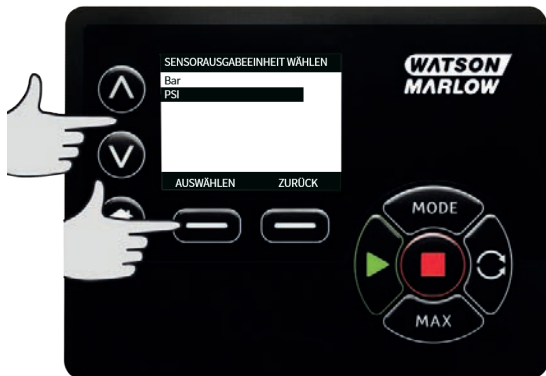 SENSORAUSGABEEINHEIT WÄHLEN
Bar
PSI
AUSWÄHLEN ZURÜCK
WATSON
MARLOW
MODE
MAX